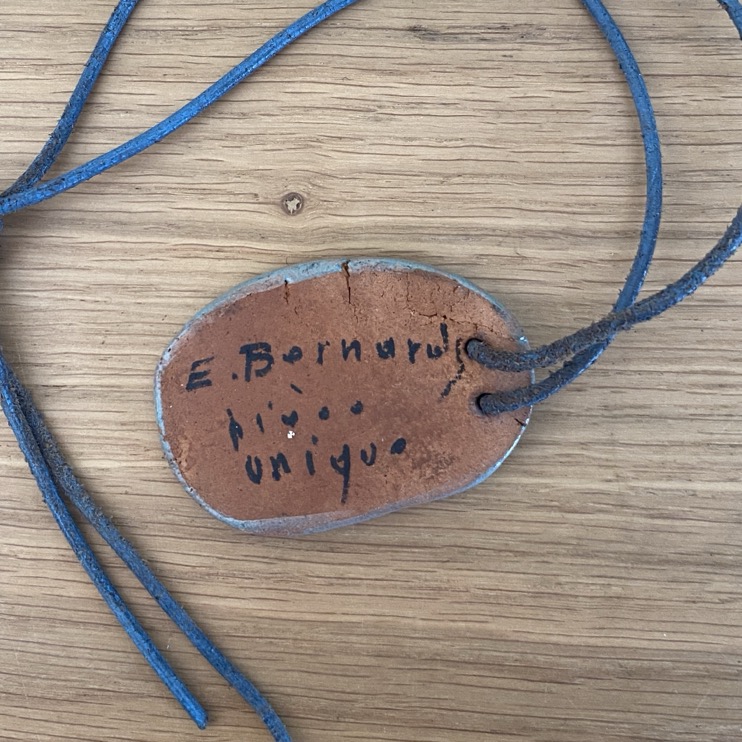 E. Bernard
pièce
unique